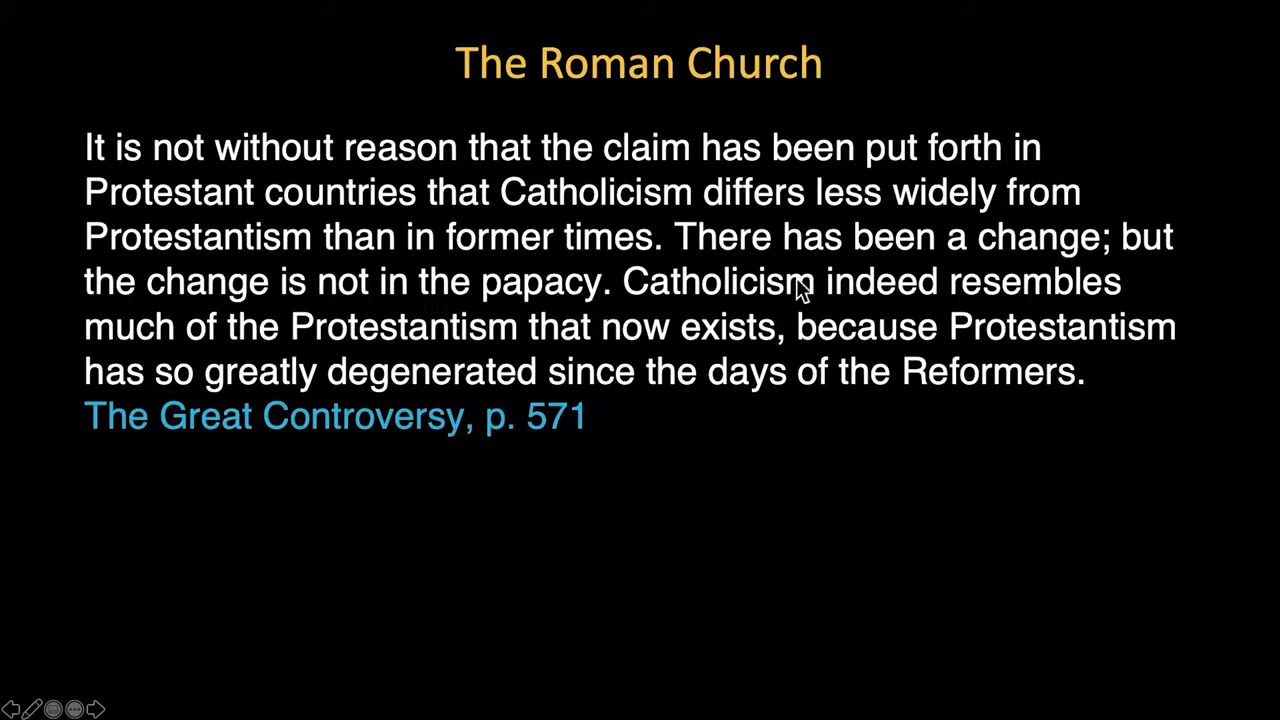 The Roman Church
It is not without reason that the claim has been put forth in
Protestant countries that Catholicism differs less widely from
Protestantism than in former times. There has been a change; but
the change is not in the papacy. Catholicism indeed resembles
much of the Protestantism that now exists, because Protestantism
has so greatly degenerated since the days of the Reformers.
The Great Controversy, p. 571